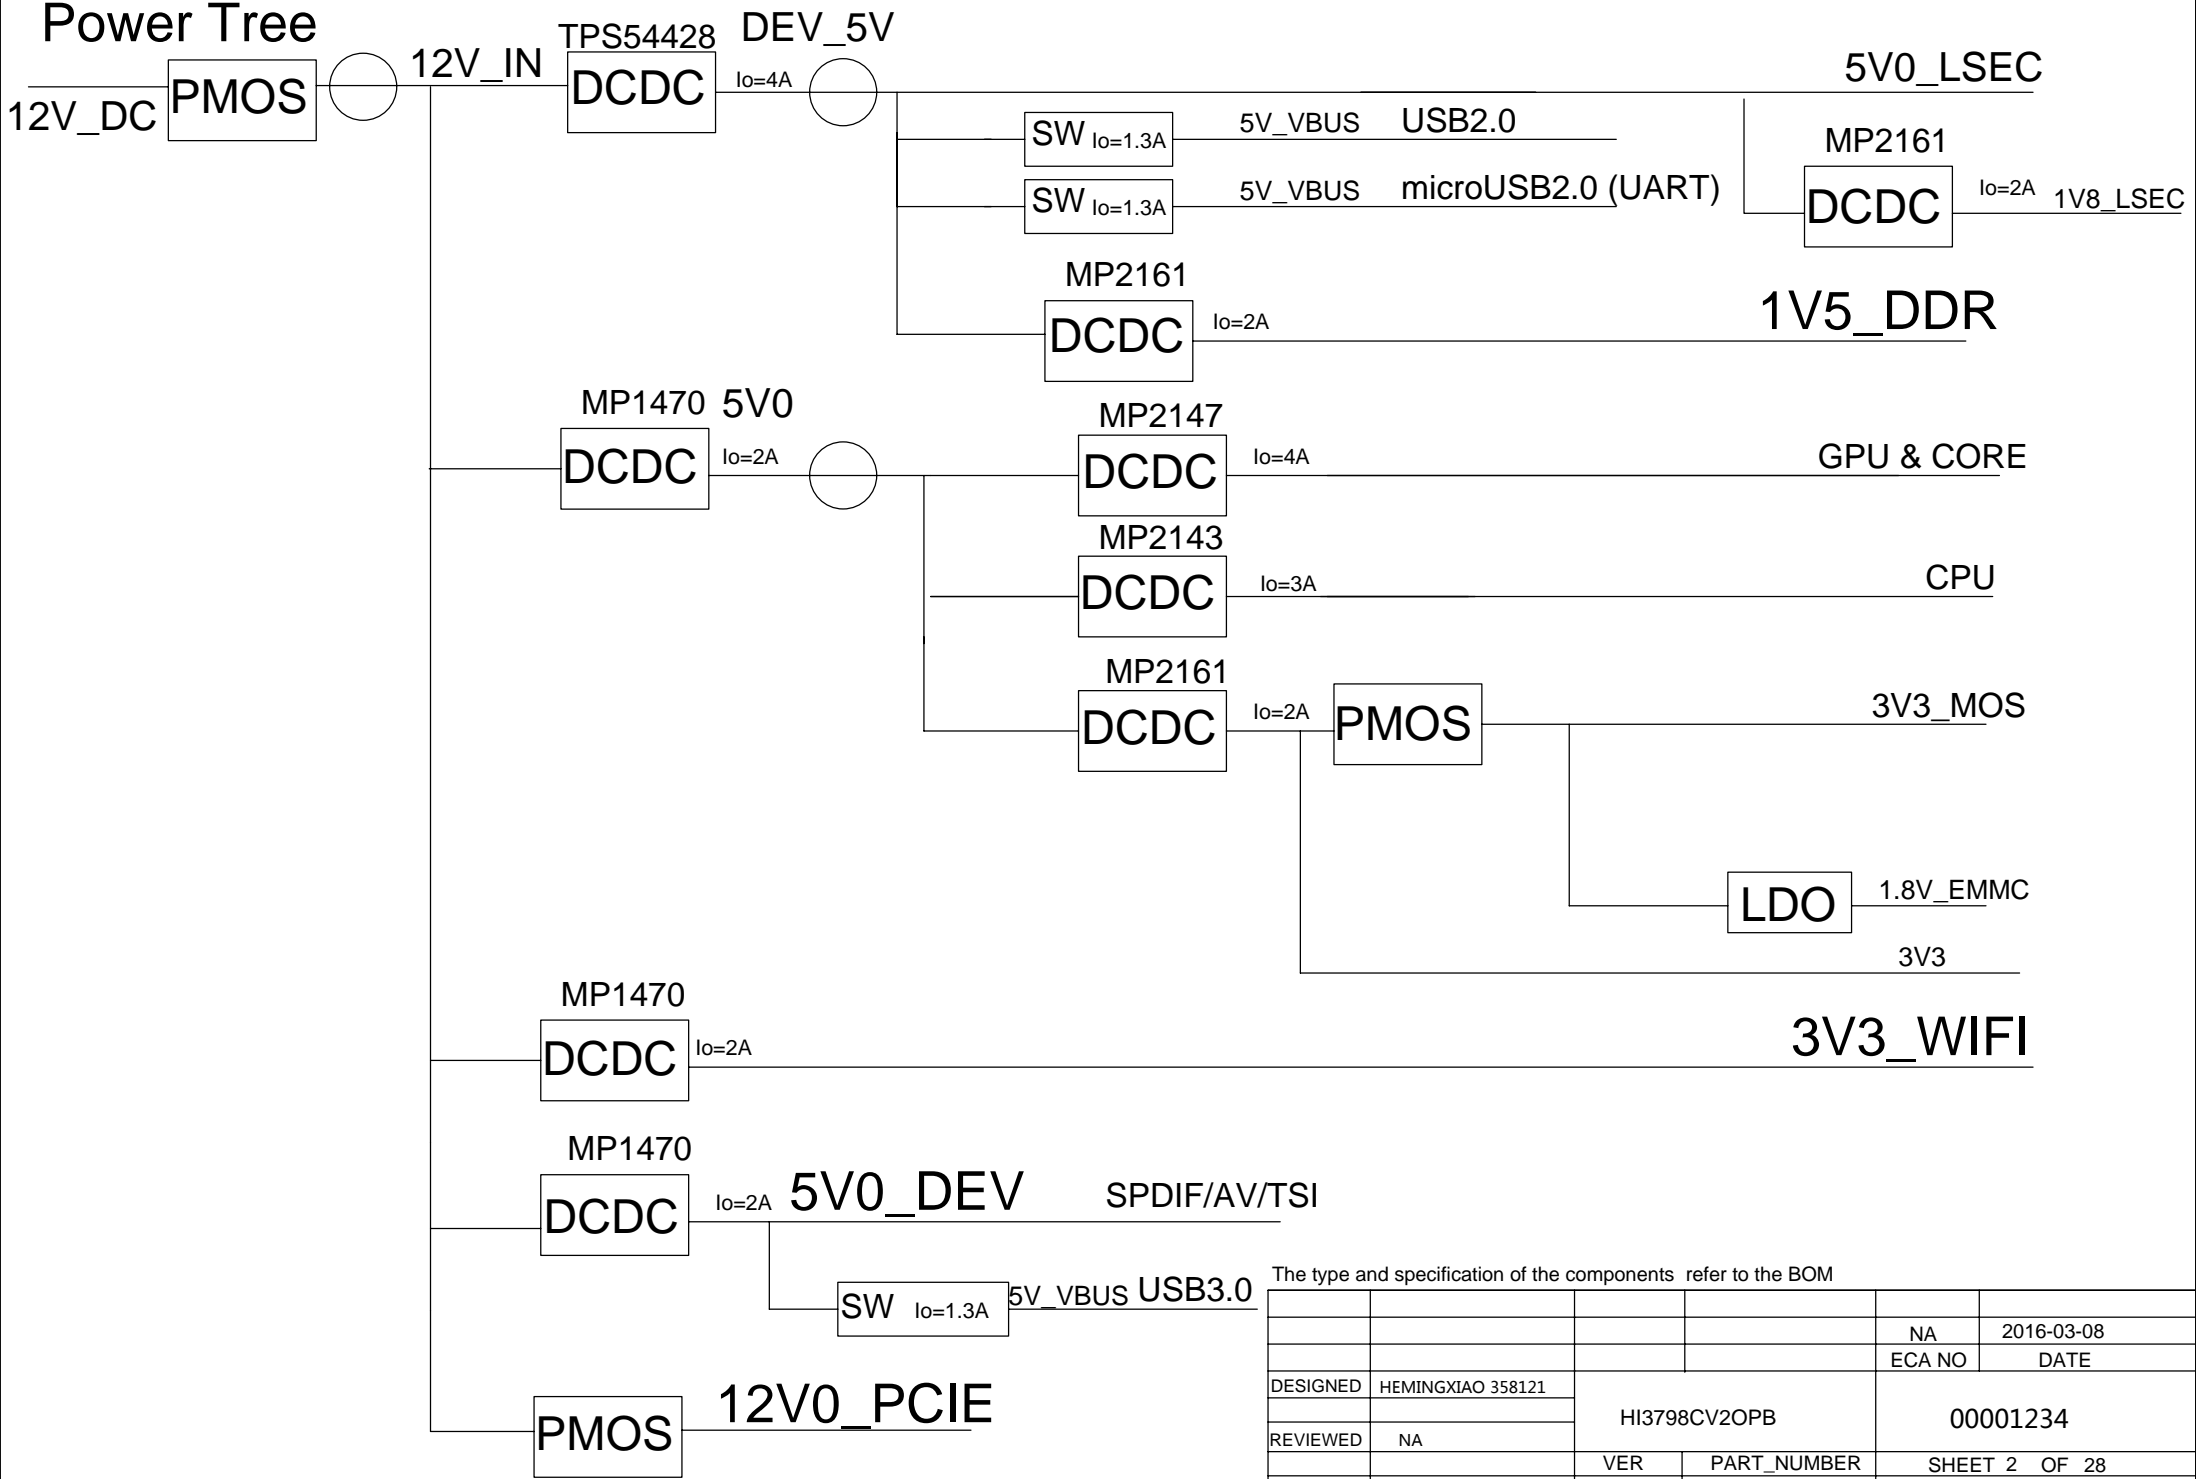 Power Tree
12V_DC
PMOS
12V_IN
TPS54428
DCDC
Io=4A
DEV_5V
5V0_LSEC
SW Io=1.3A
5V_VBUS
USB2.0
SW Io=1.3A
5V_VBUS
microUSB2.0 (UART)
MP2161
DCDC
Io=2A
1V8_LSEC
MP2161
DCDC
Io=2A
1V5_DDR
MP1470
5V0
DCDC
Io=2A
MP2147
DCDC
Io=4A
GPU & CORE
MP2143
DCDC
Io=3A
CPU
MP2161
DCDC
Io=2A
PMOS
3V3_MOS
LDO
1.8V_EMMC
3V3
MP1470
DCDC
Io=2A
3V3_WIFI
MP1470
DCDC
Io=2A
5V0_DEV
SPDIF/AV/TSI
SW Io=1.3A
5V_VBUS
USB3.0
PMOS
12V0_PCIE
The type and specification of the components refer to the BOM
NA
2016-03-08
ECA NO
DATE
DESIGNED
HEMINGXIAO 358121
HI3798CV2OPB
00001234
REVIEWED
NA
VER
PART_NUMBER
SHEET 2 OF 28